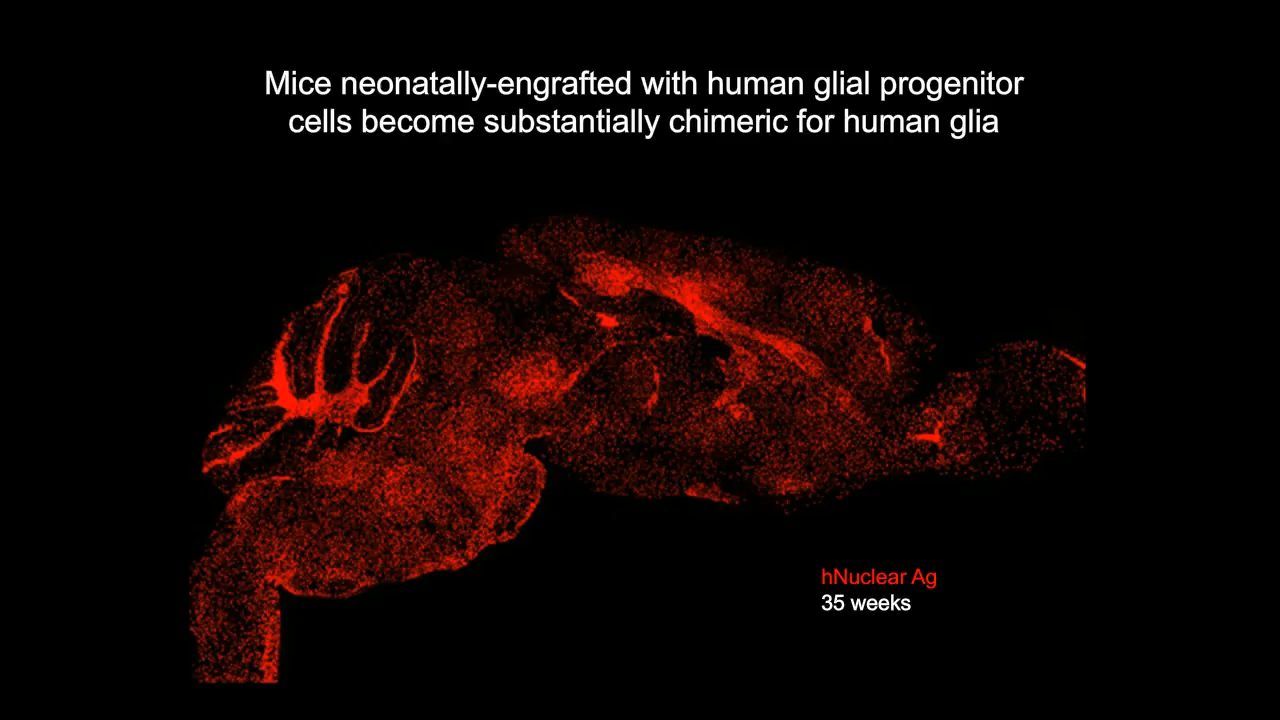 Mice neonatally-engrafted with human glial progenitor
cells become substantially chimeric for human glia
hNuclear Ag
35 weeks